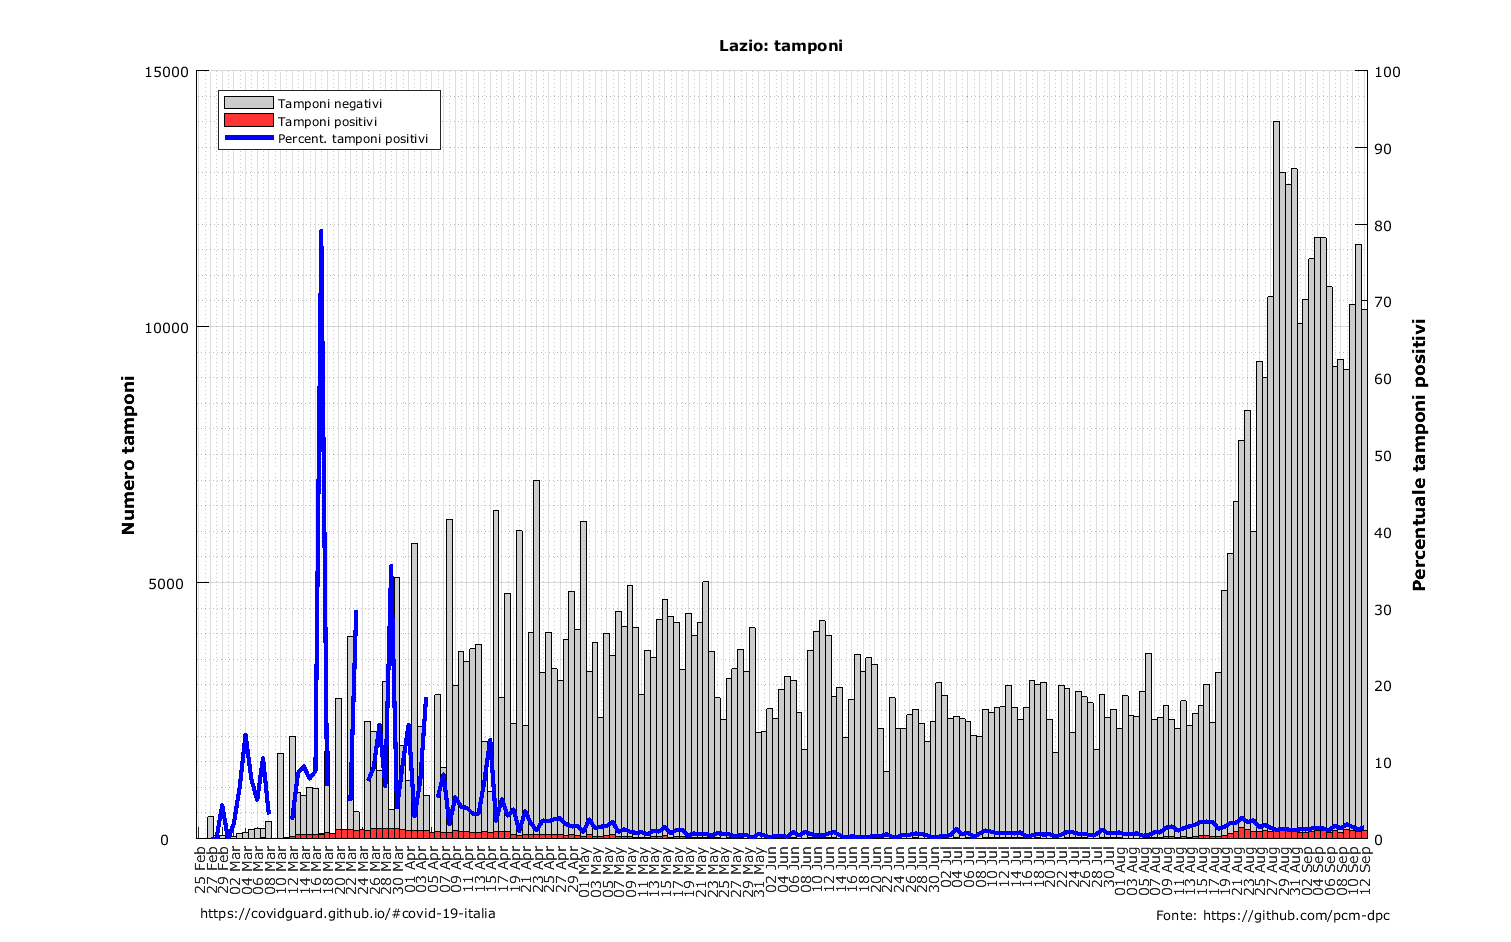 Lazio: tamponi
15000
10000
5000
0
Numero tamponi
Tamponi negativi
Tamponi positivi
Percent. tamponi positivi
100
90
80
70
60
50
40
30
20
10
0
Percentuale tamponi positivi
25 Feb
27 Feb
29 Feb
02 Mar
04 Mar
06 Mar
08 Mar
10 Mar
12 Mar
14 Mar
16 Mar
18 Mar
20 Mar
22 Mar
24 Mar
26 Mar
28 Mar
30 Mar
01 Apr
03 Apr
05 Apr
07 Apr
09 Apr
11 Apr
13 Apr
15 Apr
17 Apr
19 Apr
21 Apr
23 Apr
25 Apr
27 Apr
29 Apr
01 May
03 May
05 May
07 May
09 May
11 May
13 May
15 May
17 May
19 May
21 May
23 May
25 May
27 May
29 May
31 May
02 Jun
04 Jun
06 Jun
08 Jun
10 Jun
12 Jun
14 Jun
16 Jun
18 Jun
20 Jun
22 Jun
24 Jun
26 Jun
28 Jun
30 Jun
02 Jul
04 Jul
06 Jul
08 Jul
10 Jul
12 Jul
14 Jul
16 Jul
18 Jul
20 Jul
22 Jul
24 Jul
26 Jul
28 Jul
30 Jul
01 Aug
03 Aug
05 Aug
07 Aug
09 Aug
11 Aug
13 Aug
15 Aug
17 Aug
19 Aug
21 Aug
23 Aug
25 Aug
27 Aug
29 Aug
31 Aug
02 Sep
04 Sep
06 Sep
08 Sep
10 Sep
12 Sep
https://covidguard.github.io/#covid-19-italia
Fonte: https://github.com/pcm-dpc